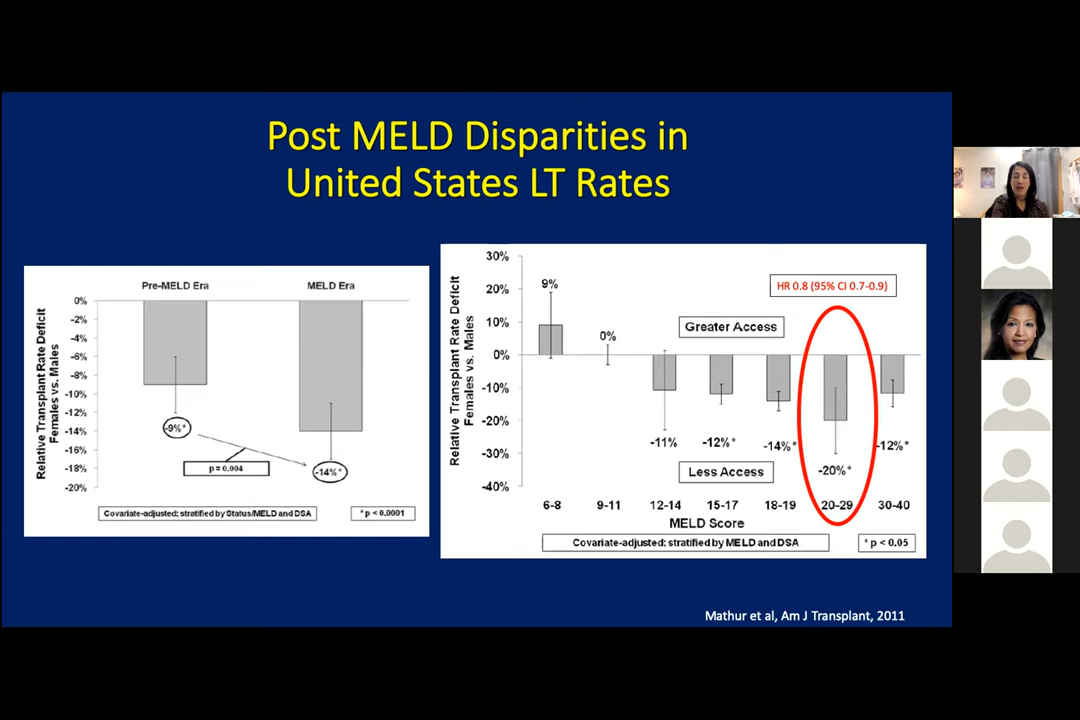 Post MELD Disparities in
United States LT Rates
Pre-MELD Era
MELD Era
Relative Transplant Rate Deficit
Females vs. Males
0%
-2%
-4%
-6%
-8%
-10%
-12%
-14%
-16%
-18%
-20%
-9%*
p = 0.004
-14%*
Covariate-adjusted; stratified by Status/MELD and DSA
* p < 0.0001
Relative Transplant Rate Deficit
Females vs. Males
30%
20%
10%
0%
-10%
-20%
-30%
-40%
HR 0.8 (95% CI 0.7-0.9)
Greater Access
9%
0%
-11%
-12%*
-14%*
-20%*
-12%*
Less Access
6-8 9-11 12-14 15-17 18-19 20-29 30-40
MELD Score
Covariate-adjusted; stratified by MELD and DSA
* p < 0.05
Mathur et al, Am J Transplant, 2011